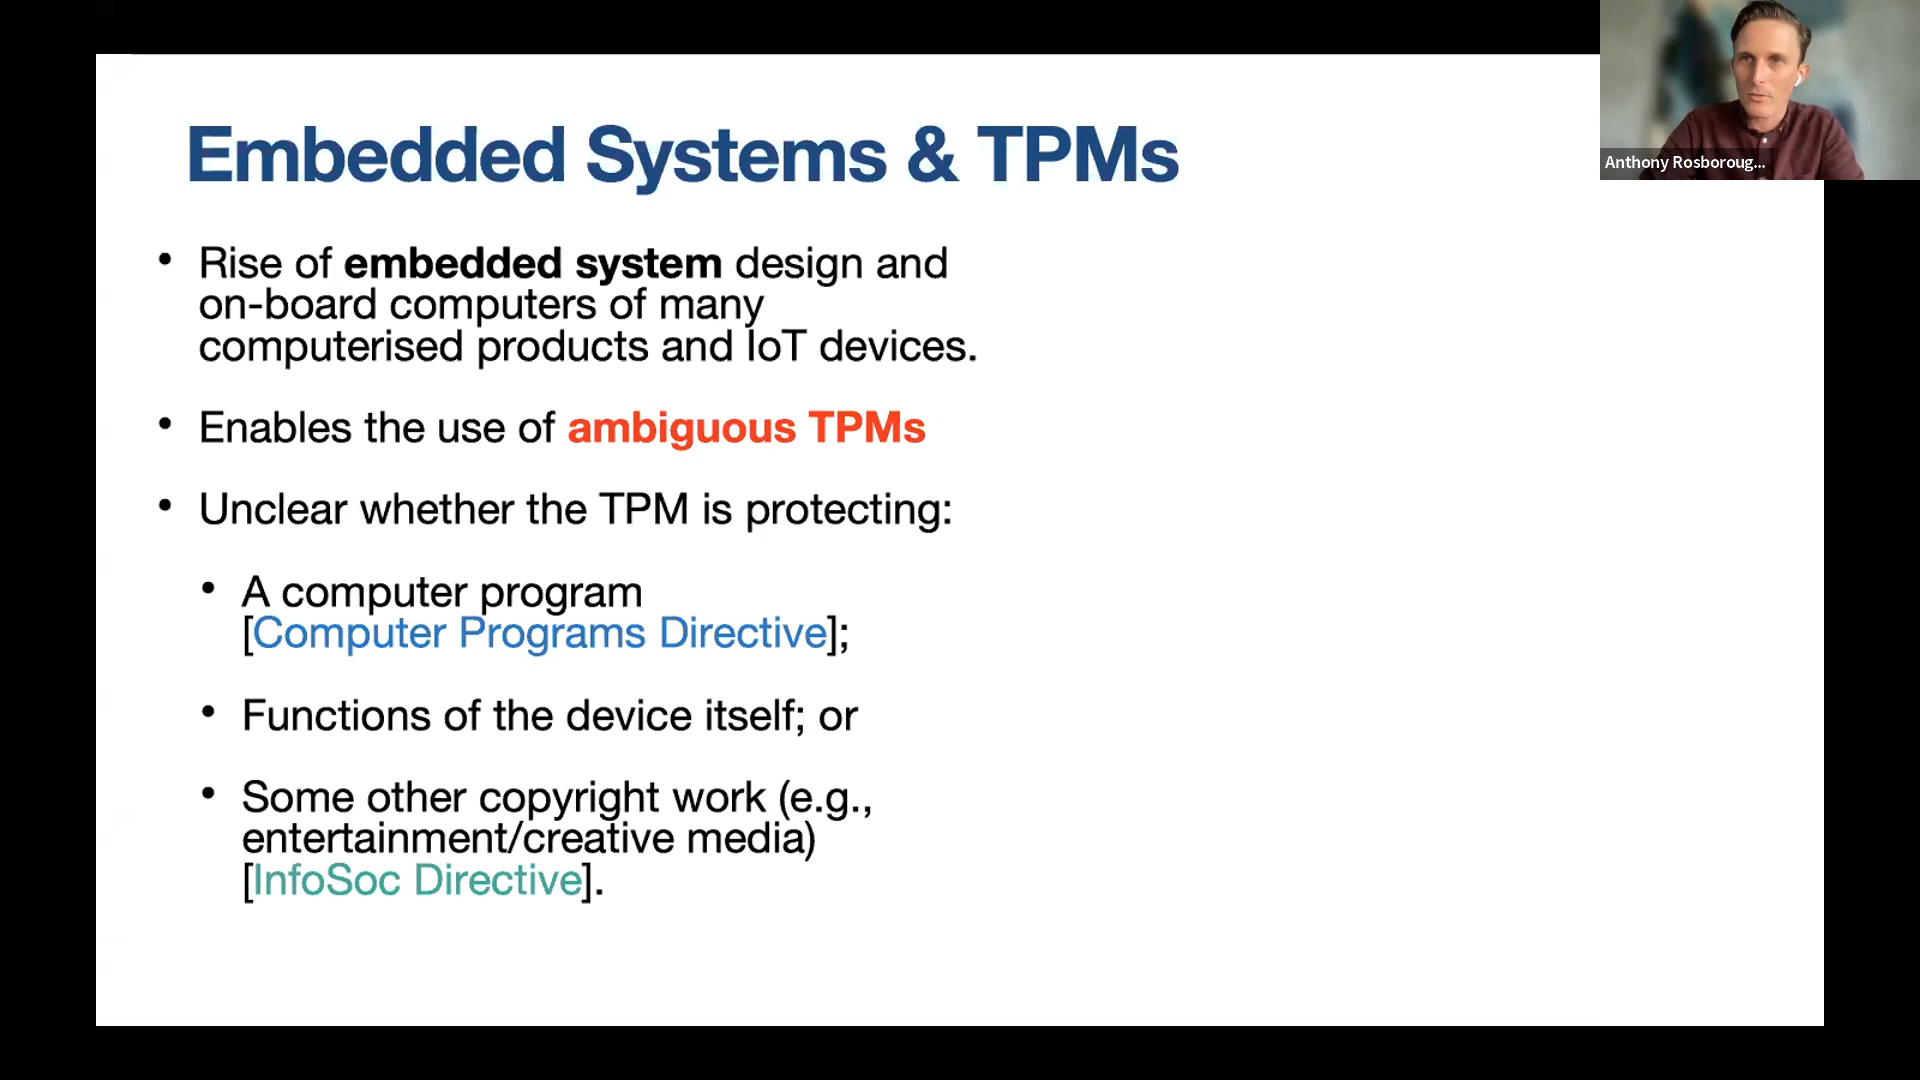 Embedded Systems & TPMs
Anthony Rosboroug...
• Rise of embedded system design and
on-board computers of many
computerised products and IoT devices.
• Enables the use of ambiguous TPMs
• Unclear whether the TPM is protecting:
• A computer program
[Computer Programs Directive];
• Functions of the device itself; or
• Some other copyright work (e.g.,
entertainment/creative media)
[InfoSoc Directive].